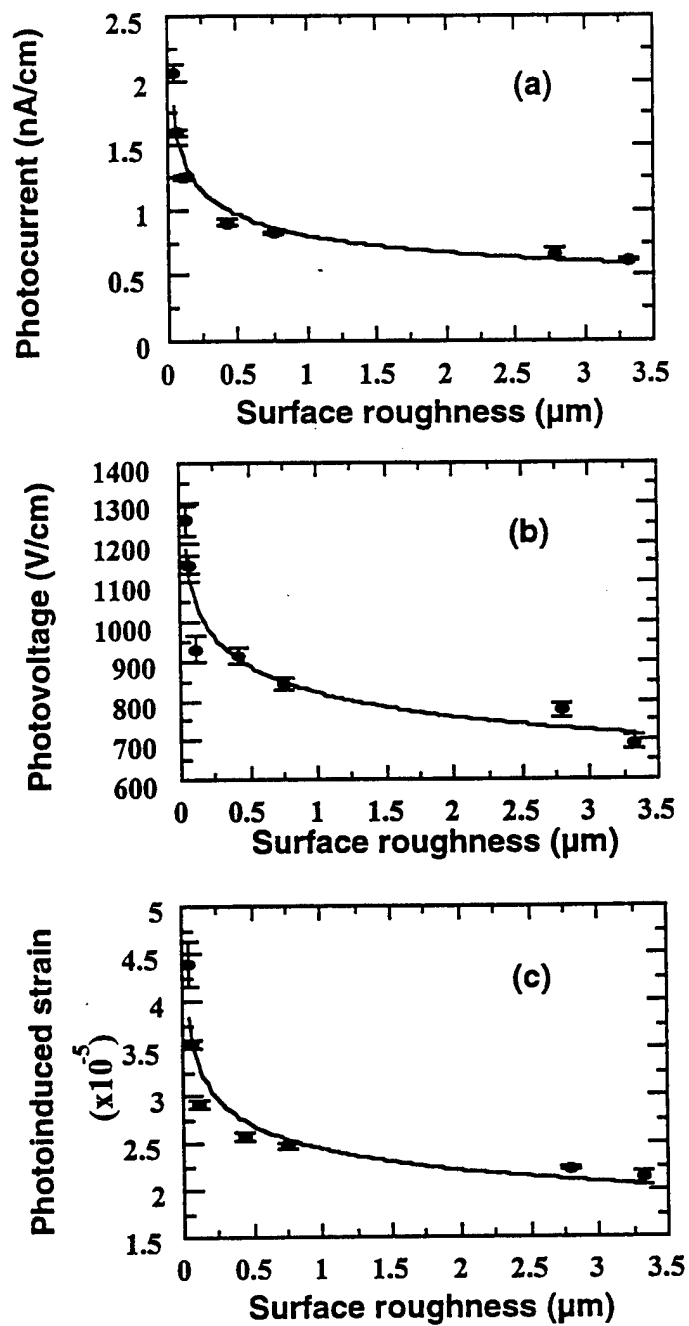 2.5
2
1.5
1
0.5
0
Photocurrent (nA/cm)
(a)
0 0.5 1 1.5 2 2.5 3 3.5
Surface roughness (µm)
1400
1300
1200
1100
1000
900
800
700
600
Photovoltage (V/cm)
(b)
0 0.5 1 1.5 2 2.5 3 3.5
Surface roughness (µm)
5
4.5
4
3.5
3
2.5
2
1.5
Photoinduced strain
(x10⁻⁵)
(c)
0 0.5 1 1.5 2 2.5 3 3.5
Surface roughness (µm)